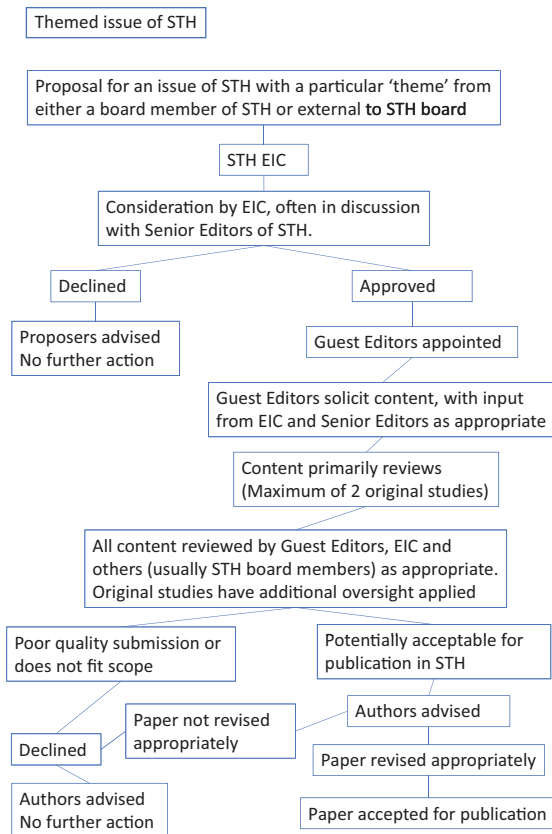 Themed issue of STH
Proposal for an issue of STH with a particular ‘theme’ from
either a board member of STH or external to STH board
STH EIC
Consideration by EIC, often in discussion
with Senior Editors of STH.
Declined
Approved
Proposers advised
No further action
Guest Editors appointed
Guest Editors solicit content, with input
from EIC and Senior Editors as appropriate
Content primarily reviews
(Maximum of 2 original studies)
All content reviewed by Guest Editors, EIC and
others (usually STH board members) as appropriate.
Original studies have additional oversight applied
Poor quality submission or
does not fit scope
Potentially acceptable for
publication in STH
Authors advised
Paper not revised
appropriately
Declined
Paper revised appropriately
Authors advised
No further action
Paper accepted for publication